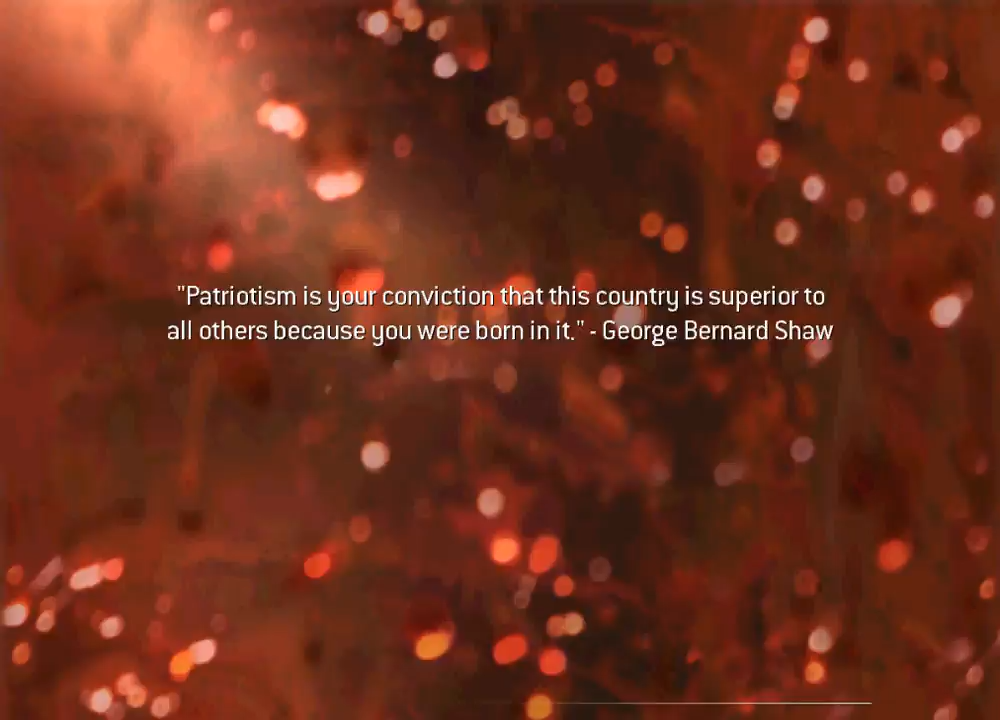 "Patriotism is your conviction that this country is superior to
all others because you were born in it." - George Bernard Shaw